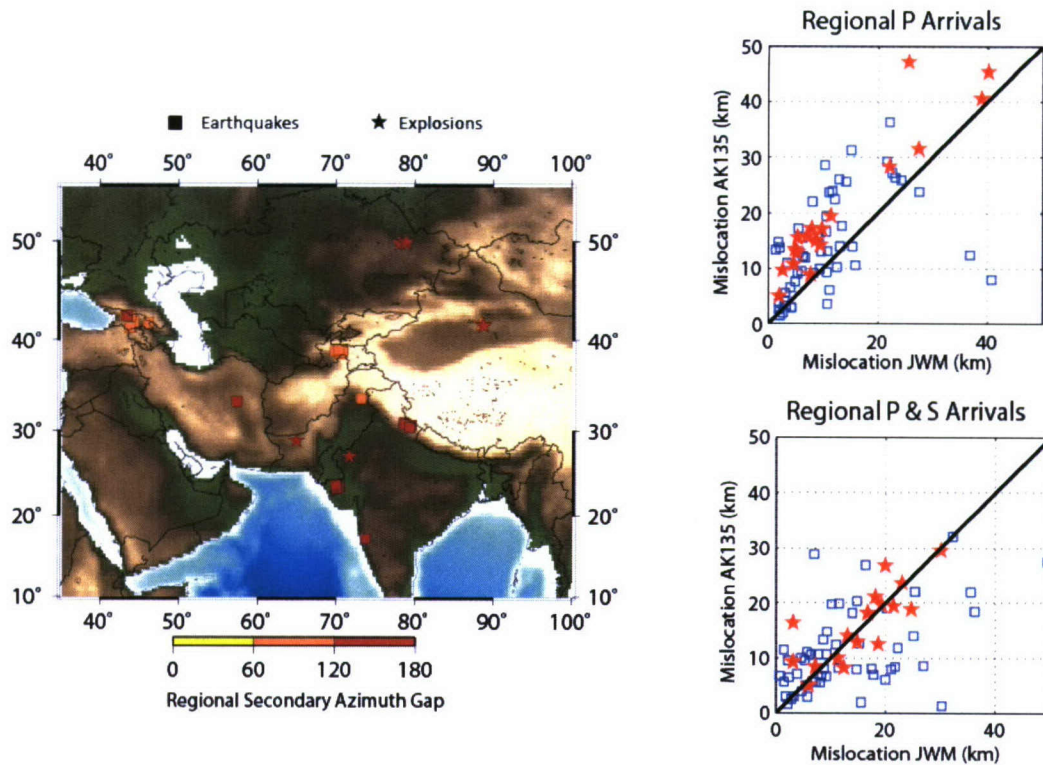 Earthquakes Explosions
40° 50° 60° 70° 80° 90° 100°
50° 50°
40° 40°
30° 30°
20° 20°
10° 10°
40° 50° 60° 70° 80° 90° 100°
0 60 120 180
Regional Secondary Azimuth Gap
Regional P Arrivals
50
40
30
20
10
0
Mislocation AK135 (km)
0 20 40
Mislocation JWM (km)
Regional P & S Arrivals
50
40
30
20
10
0
Mislocation AK135 (km)
0 20 40
Mislocation JWM (km)